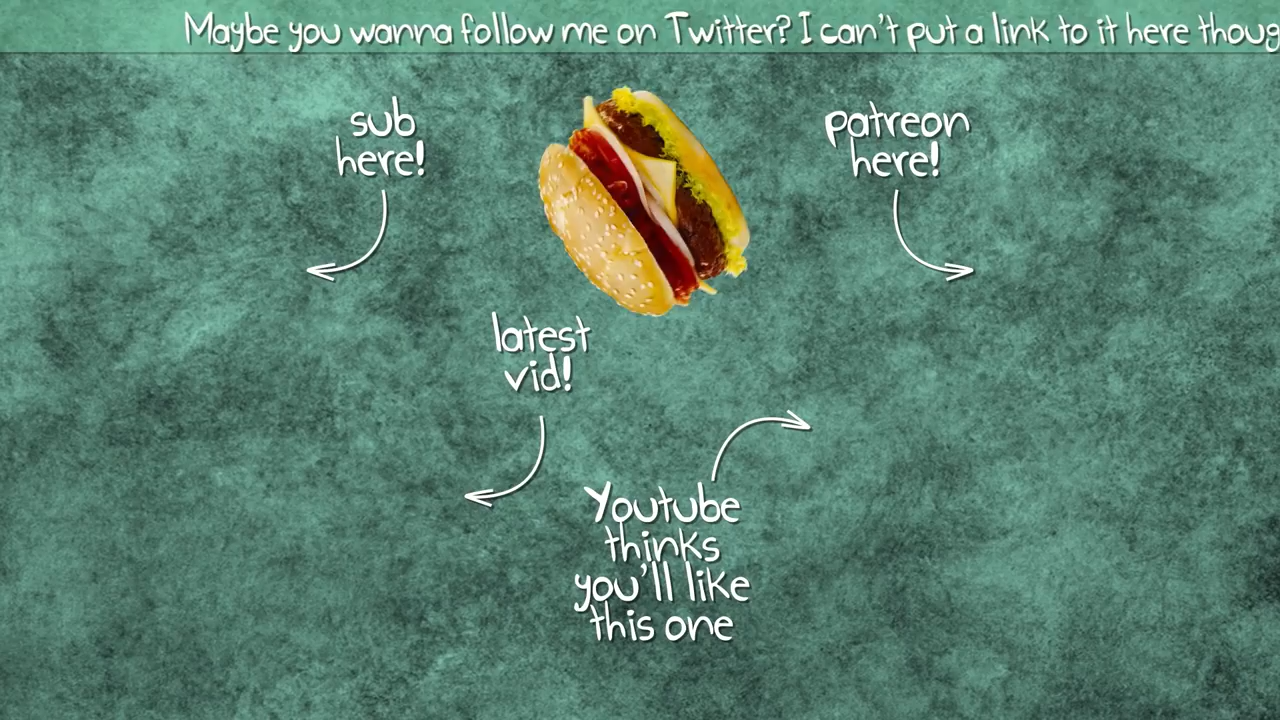 Maybe you wanna follow me on Twitter? I can't put a link to it here
sub
here!
patreon
here!
latest
vid!
Youtube
thinks
you'll like
this one